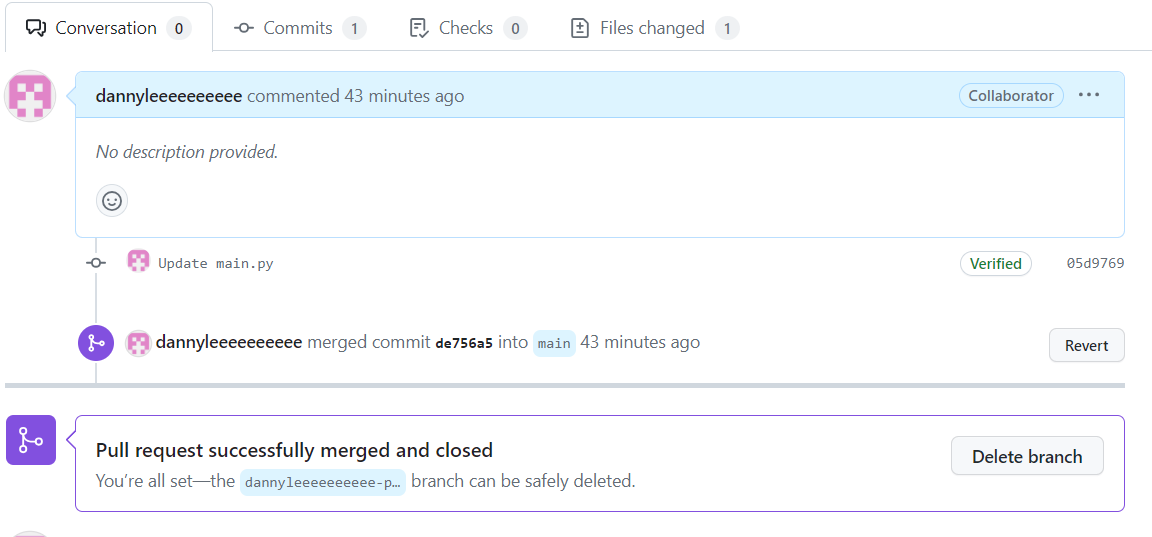 Conversation 0 Commits 1 Checks 0 Files changed 1
dannyleeeeeeeeee commented 43 minutes ago Collaborator
No description provided.
Update main.py Verified 05d9769
dannyleeeeeeeeee merged commit de756a5 into main 43 minutes ago Revert
Pull request successfully merged and closed
You’re all set—the dannyleeeeeeeeee-p… branch can be safely deleted. Delete branch